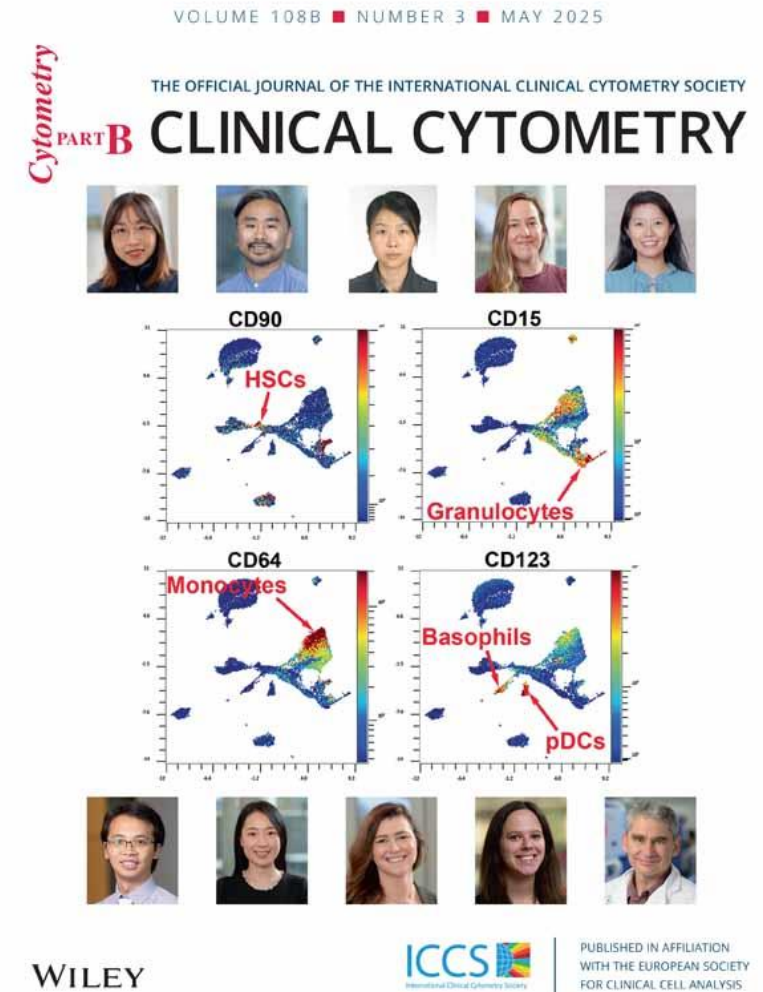 VOLUME 108B ■ NUMBER 3 ■ MAY 2025
Cytometry
PART B
THE OFFICIAL JOURNAL OF THE INTERNATIONAL CLINICAL CYTOMETRY SOCIETY
CLINICAL CYTOMETRY
CD90
CD15
HSCs
Granulocytes
CD64
CD123
Monocytes
Basophils
pDCs
WILEY
ICCS
International Clinical Cytometry Society
PUBLISHED IN AFFILIATION
WITH THE EUROPEAN SOCIETY
FOR CLINICAL CELL ANALYSIS